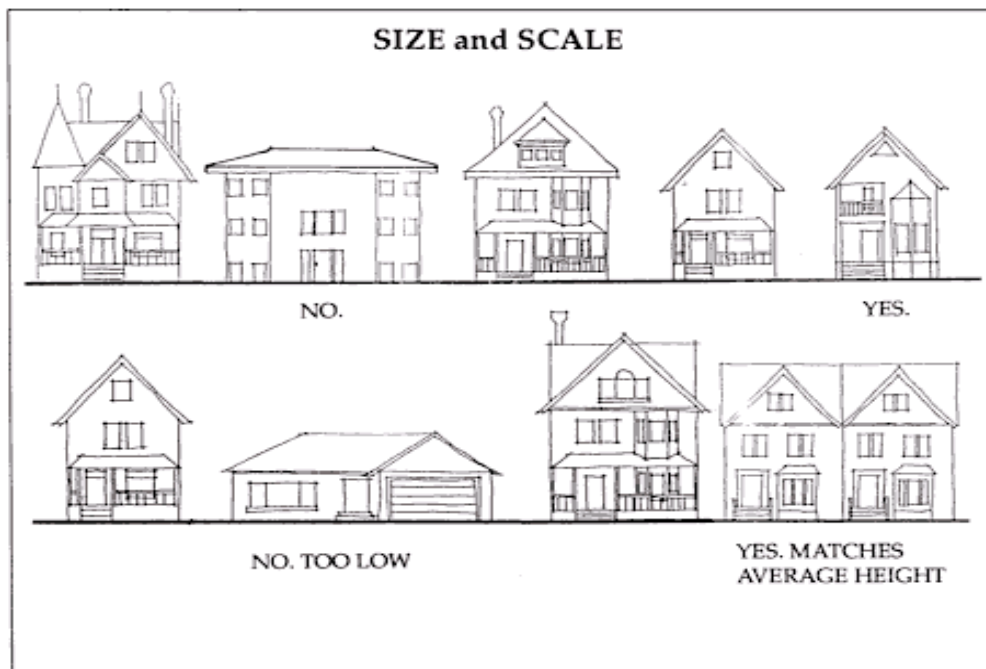 SIZE and SCALE
NO.
YES.
NO. TOO LOW
YES. MATCHES
AVERAGE HEIGHT